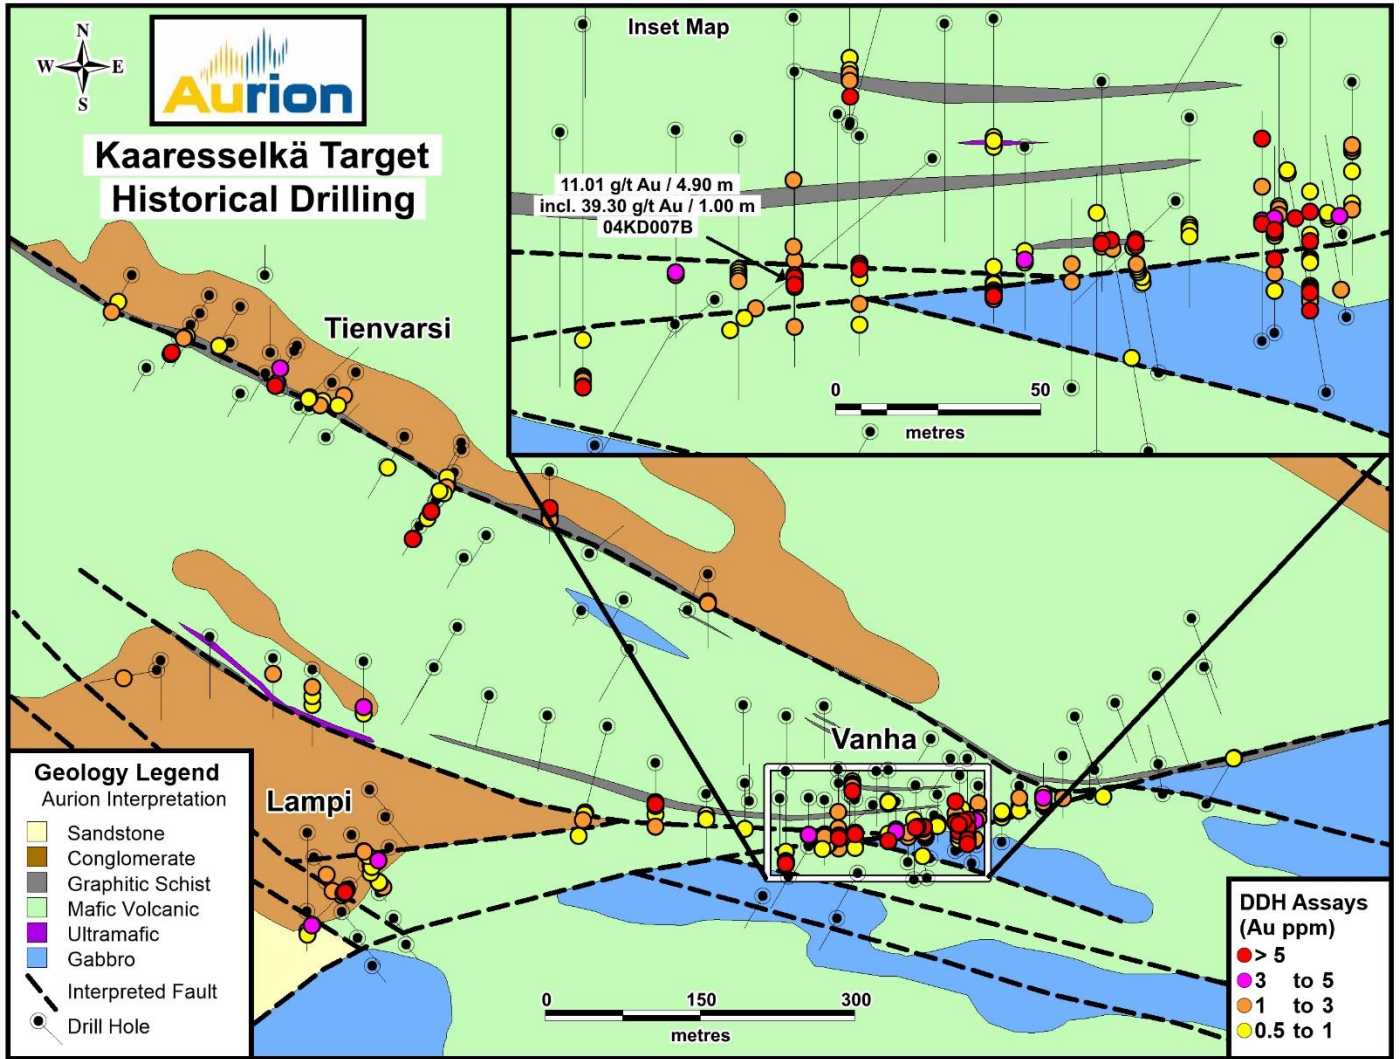 N
W E
S
Aurion
Kaaresselkä Target
Historical Drilling
Inset Map
11.01 g/t Au / 4.90 m
incl. 39.30 g/t Au / 1.00 m
04KD007B
0 50
metres
Tienvarsi
Vanha
Lampi
Geology Legend
Aurion Interpretation
Sandstone
Conglomerate
Graphitic Schist
Mafic Volcanic
Ultramafic
Gabbro
Interpreted Fault
Drill Hole
0 150 300
metres
DDH Assays
(Au ppm)
> 5
3 to 5
1 to 3
0.5 to 1